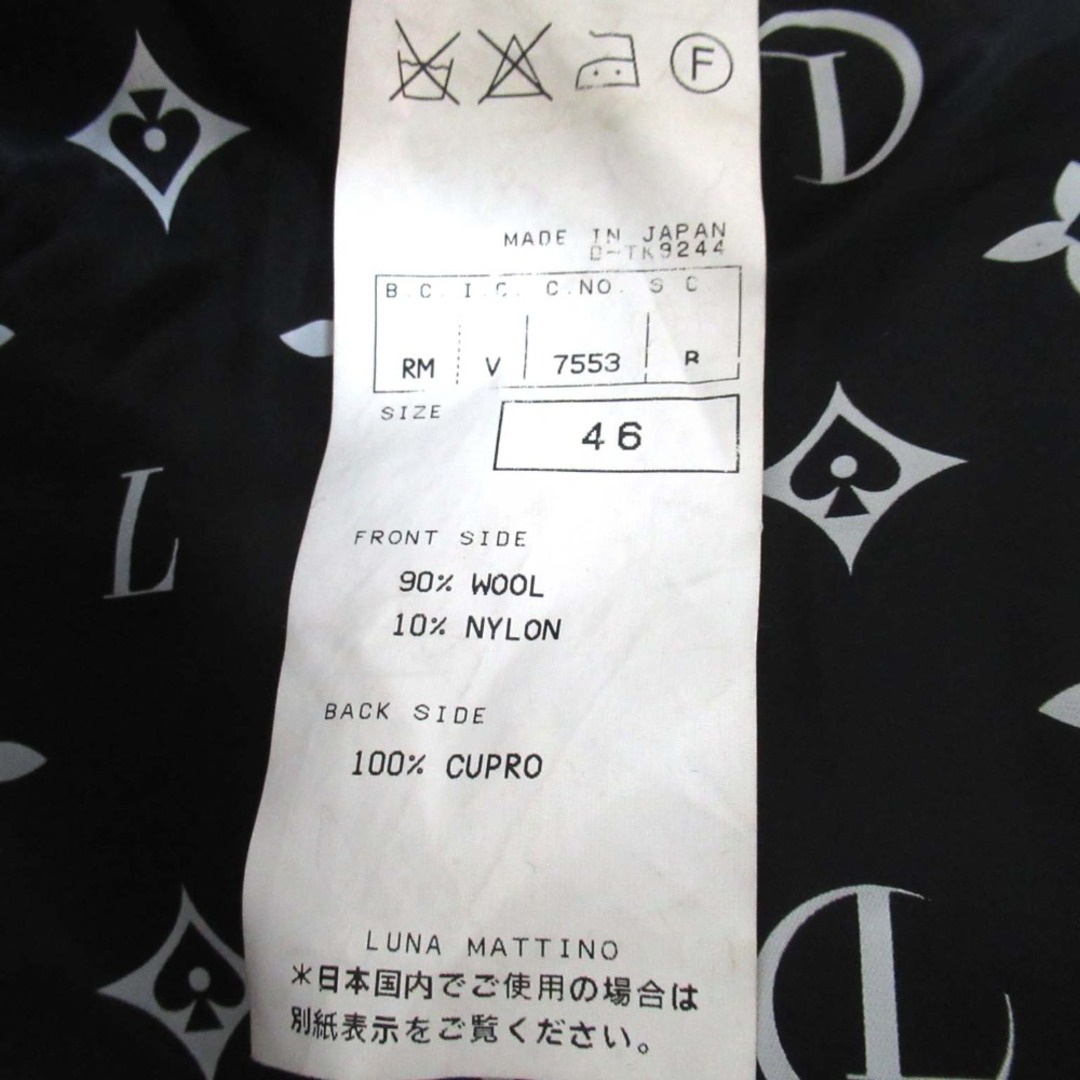 F
MADE IN JAPAN
D-TK9244
B.C. I.C. C.NO. S C
RM V 7553 R
SIZE 46
FRONT SIDE
90% WOOL
10% NYLON
BACK SIDE
100% CUPRO
LUNA MATTINO
*日本国内でご使用の場合は
別紙表示をご覧ください。
L